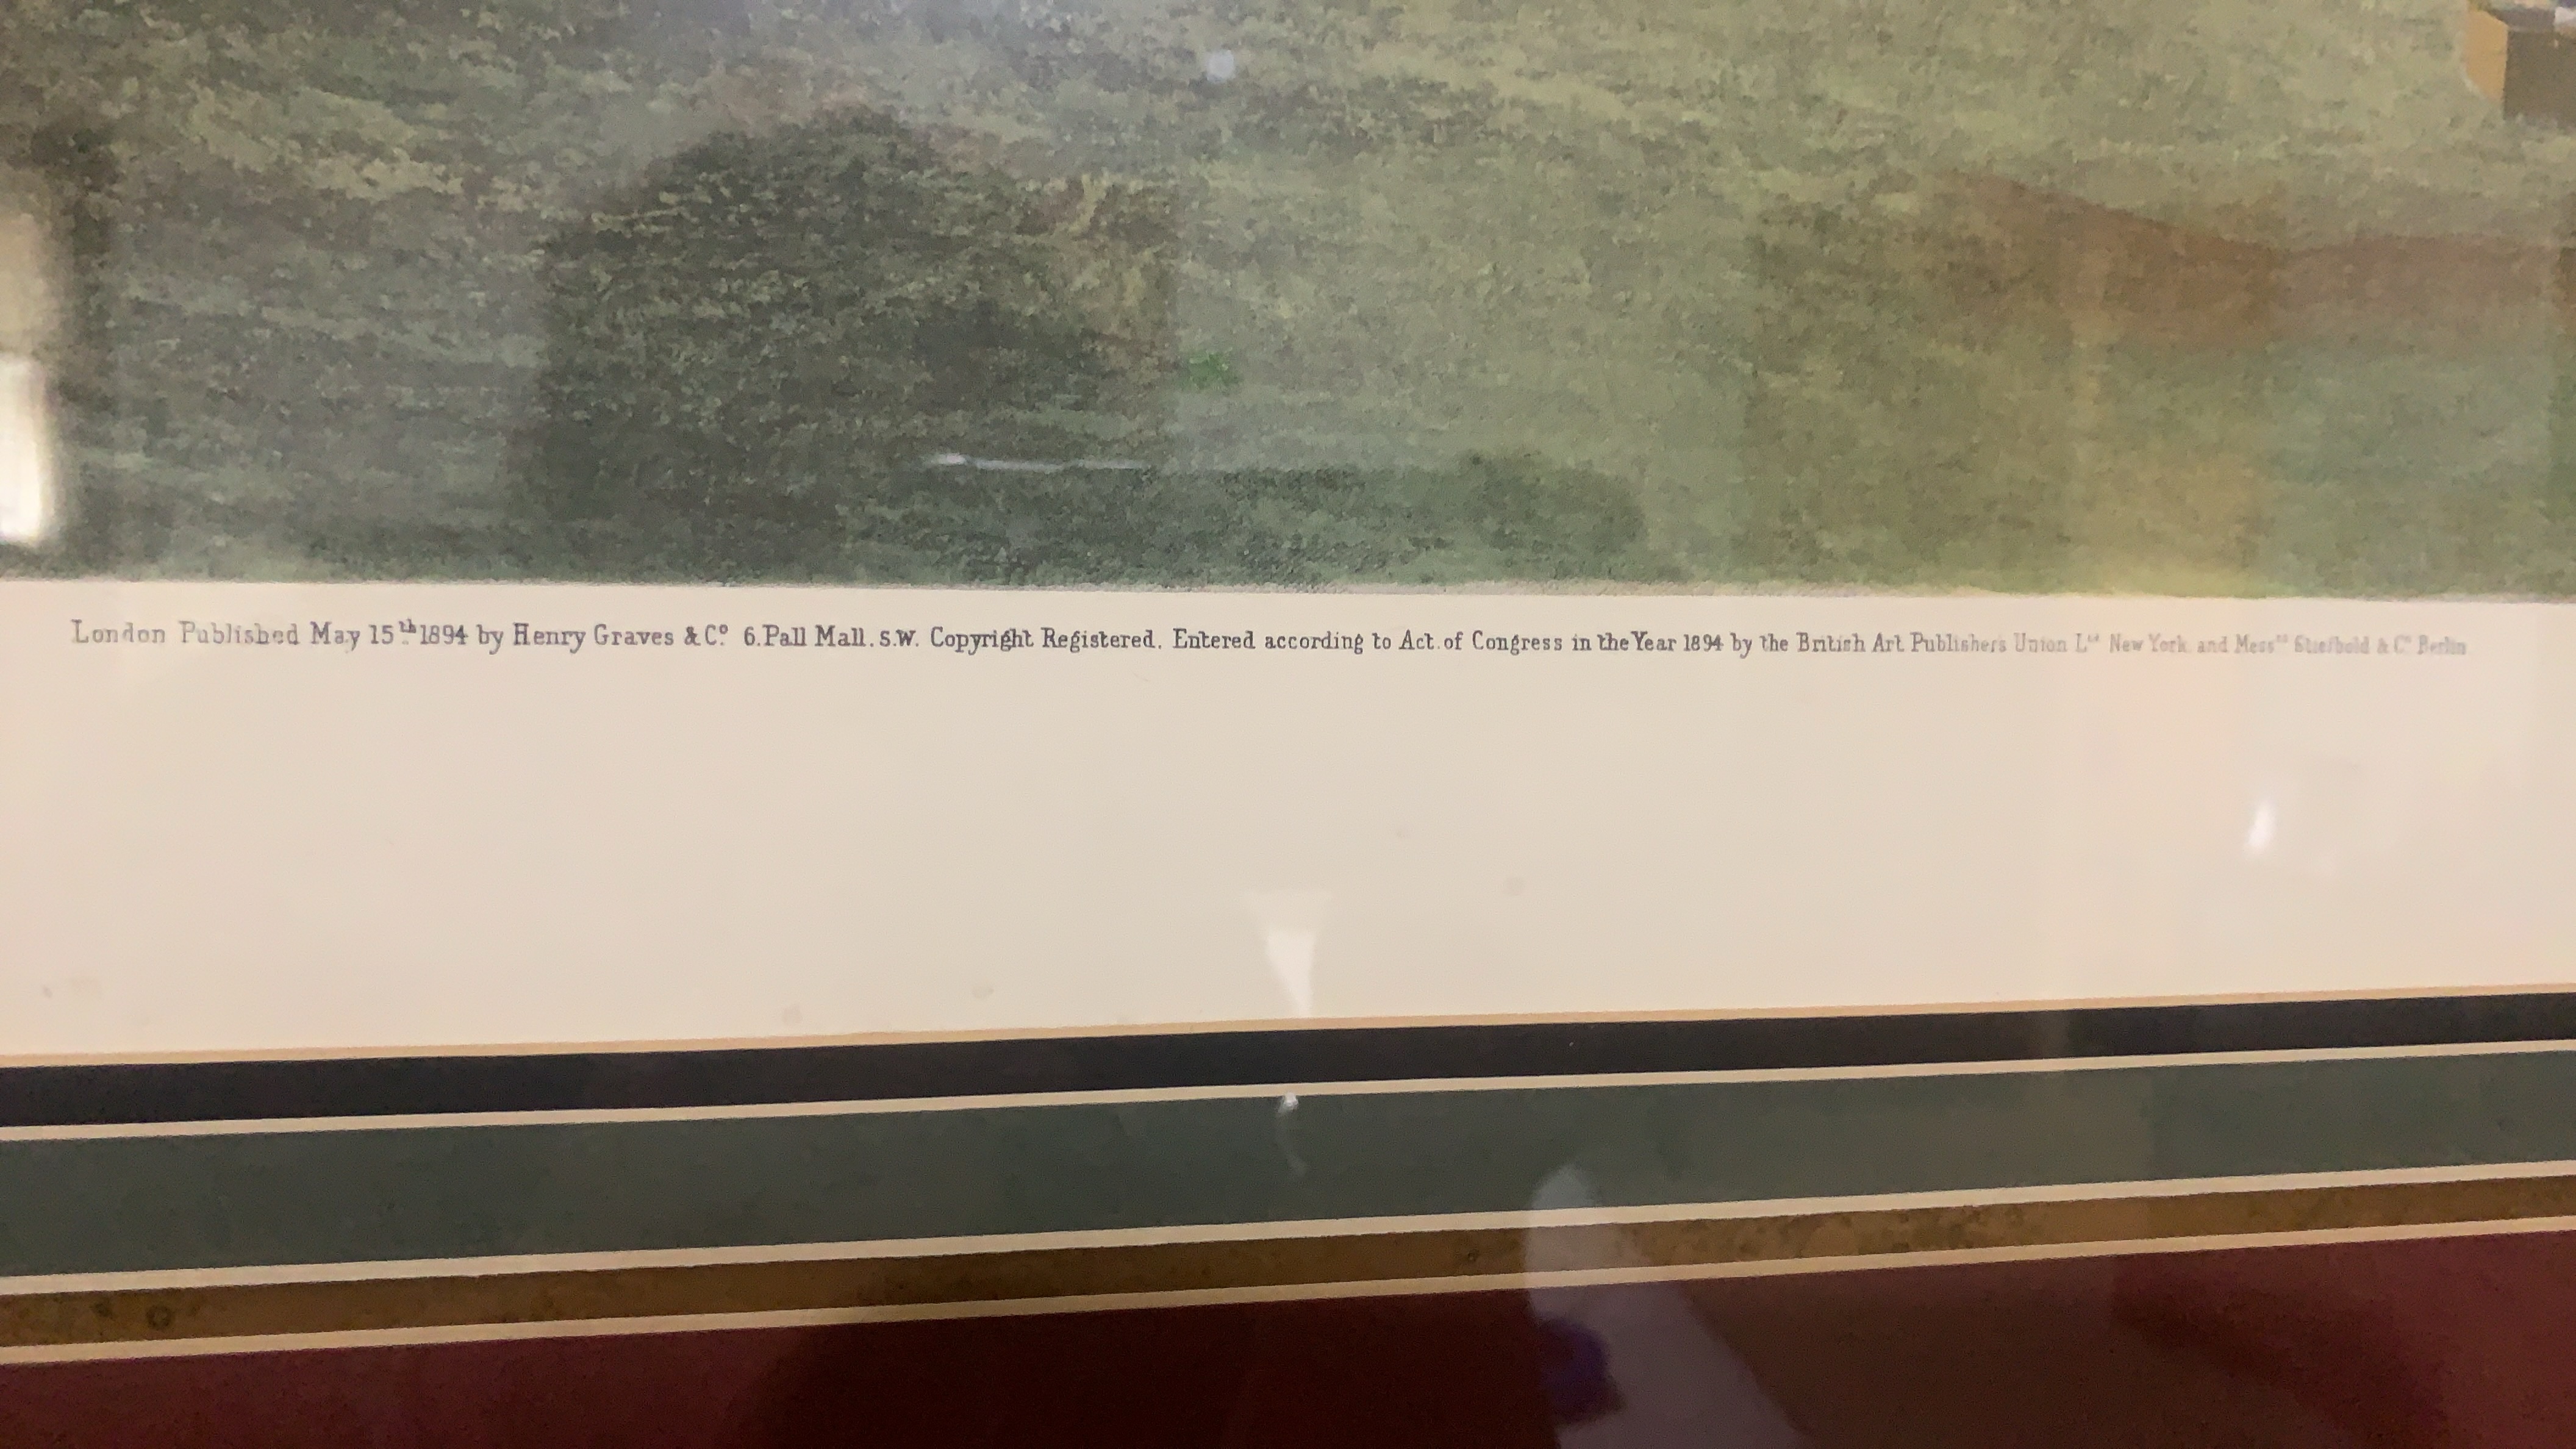 London Published May 15th 1894 by Henry Graves & Co. 6. Pall Mall. S.W. Copyright Registered. Entered according to Act. of Congress in the Year 1894 by the British Art Publishers Union Ltd New York. and Messrs Stiefbold & Co Berlin